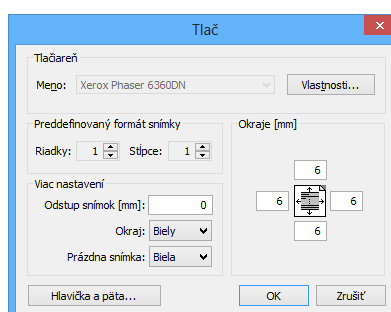 Tlač
Tlačiareň
Meno: Xerox Phaser 6360DN Vlastnosti...
Preddefinovaný formát snímky
Riadky: 1 Stĺpce: 1
Okraje [mm]
6
6 6
6
Viac nastavení
Odstup snímok [mm]: 0
Okraj: Biely
Prázdna snímka: Biela
Hlavička a päta... OK Zrušiť